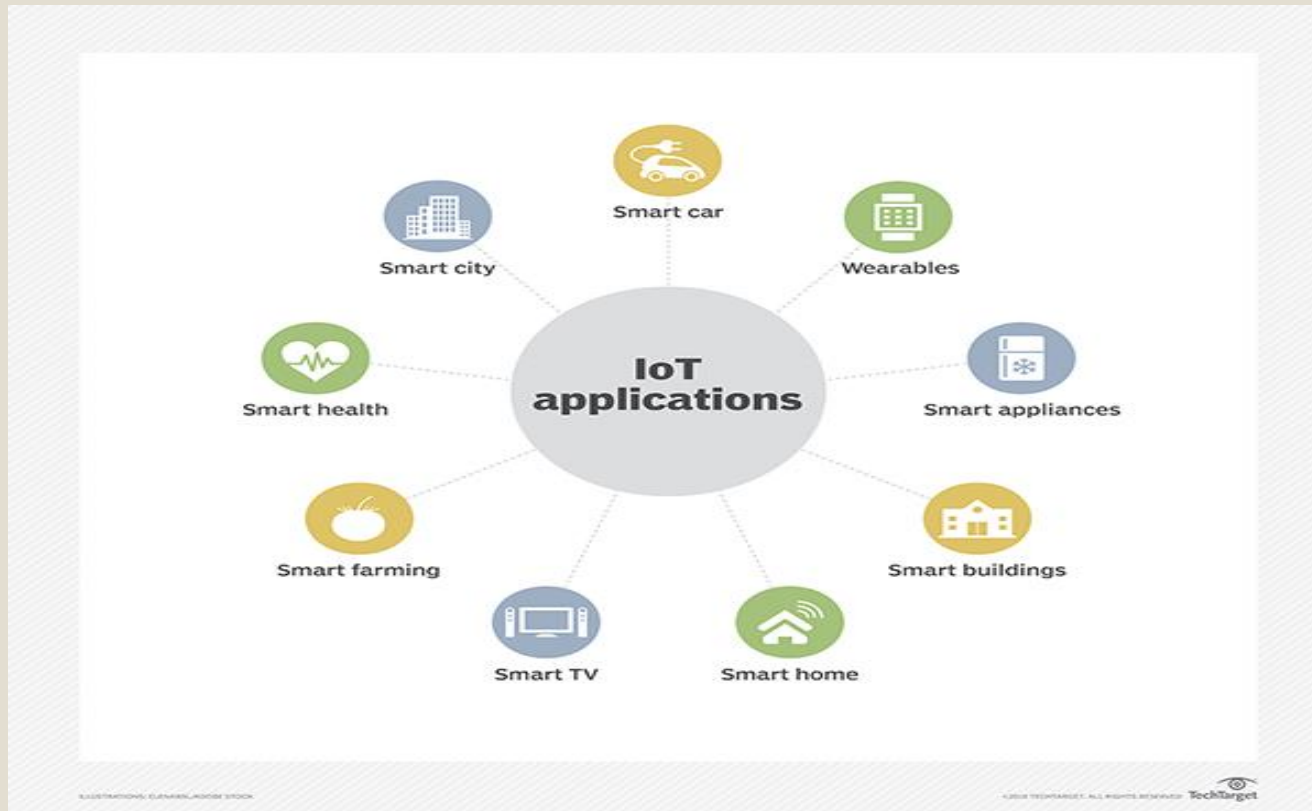 Smart car
Smart city
Wearables
IoT
applications
Smart health
Smart appliances
Smart farming
Smart buildings
Smart TV
Smart home
TechTarget